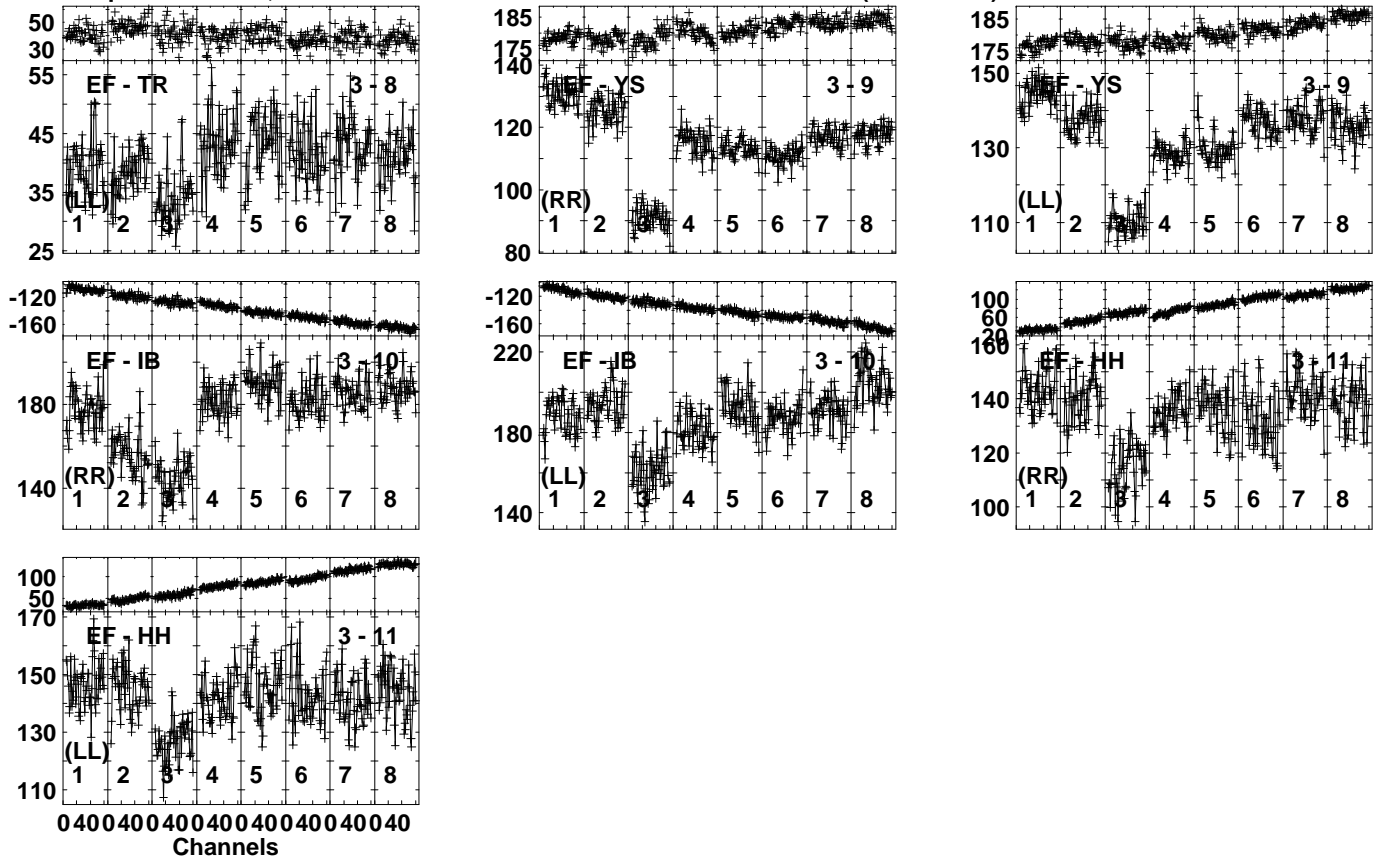 50
30
55
EF - TR 3 - 8
45
35
(LL)
1 2 3 4 5 6 7 8
25
185
175
140
EF - YS 3 - 9
120
100
(RR)
1 2 3 4 5 6 7 8
80
185
175
150
EF - YS 3 - 9
130
(LL)
1 2 3 4 5 6 7 8
110
-120
-160
EF - IB 3 - 10
180
(RR)
140
1 2 3 4 5 6 7 8
-120
-160
220
EF - IB 3 - 10
180
(LL)
1 2 3 4 5 6 7 8
140
100
60
20
160
EF - HH 3 - 11
140
120
(RR)
100
1 2 3 4 5 6 7 8
100
50
170
EF - HH 3 - 11
150
130
(LL)
1 2 3 4 5 6 7 8
110
0 40 0 40 0 40 0 40 0 40 0 40 0 40 0 40
Channels